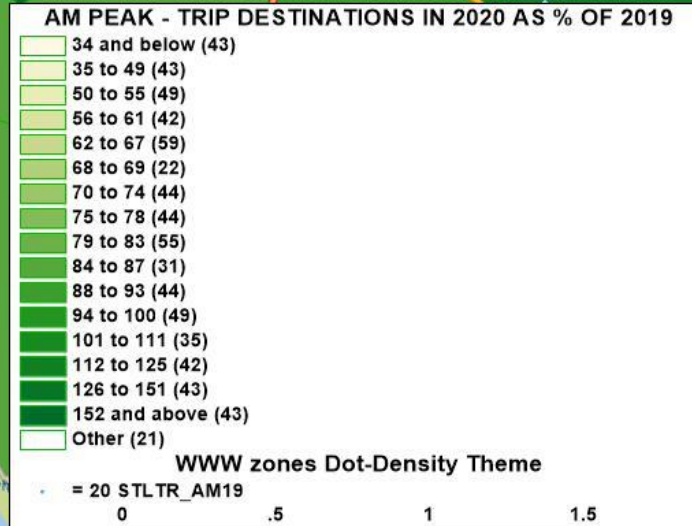 AM PEAK - TRIP DESTINATIONS IN 2020 AS % OF 2019
34 and below (43)
35 to 49 (43)
50 to 55 (49)
56 to 61 (42)
62 to 67 (59)
68 to 69 (22)
70 to 74 (44)
75 to 78 (44)
79 to 83 (55)
84 to 87 (31)
88 to 93 (44)
94 to 100 (49)
101 to 111 (35)
112 to 125 (42)
126 to 151 (43)
152 and above (43)
Other (21)
WWW zones Dot-Density Theme
= 20 STLTR_AM19
0 .5 1 1.5